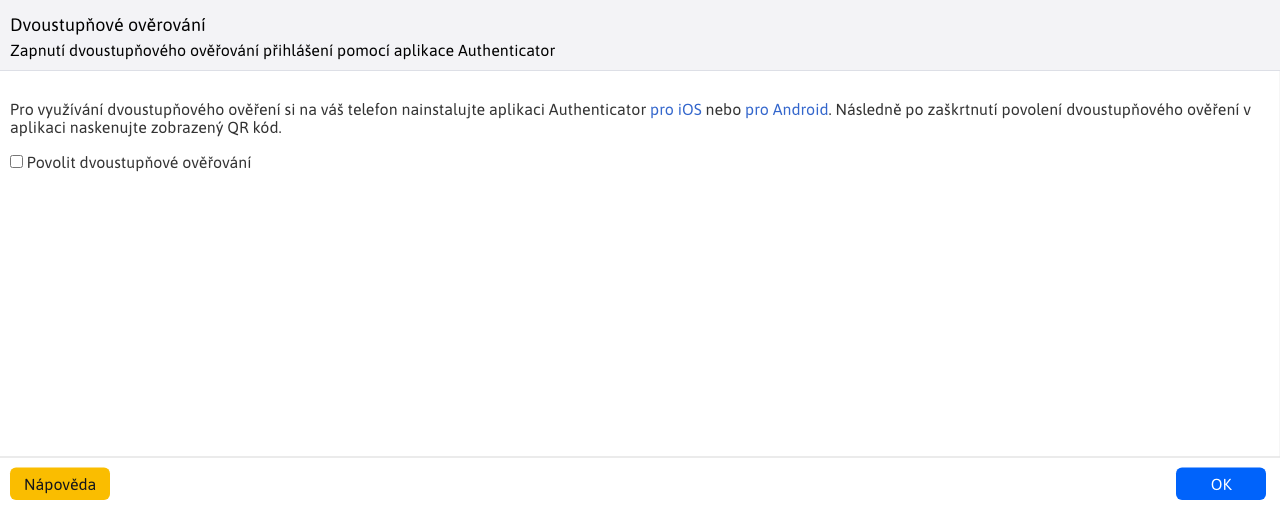 Dvoustupňové ověrování
Zapnutí dvoustupňového ověřování přihlášení pomocí aplikace Authenticator
Pro využívání dvoustupňového ověření si na váš telefon nainstalujte aplikaci Authenticator pro iOS nebo pro Android. Následně po zaškrtnutí povolení dvoustupňového ověření v
aplikaci naskenujte zobrazený QR kód.
Povolit dvoustupňové ověřování
Nápověda
OK